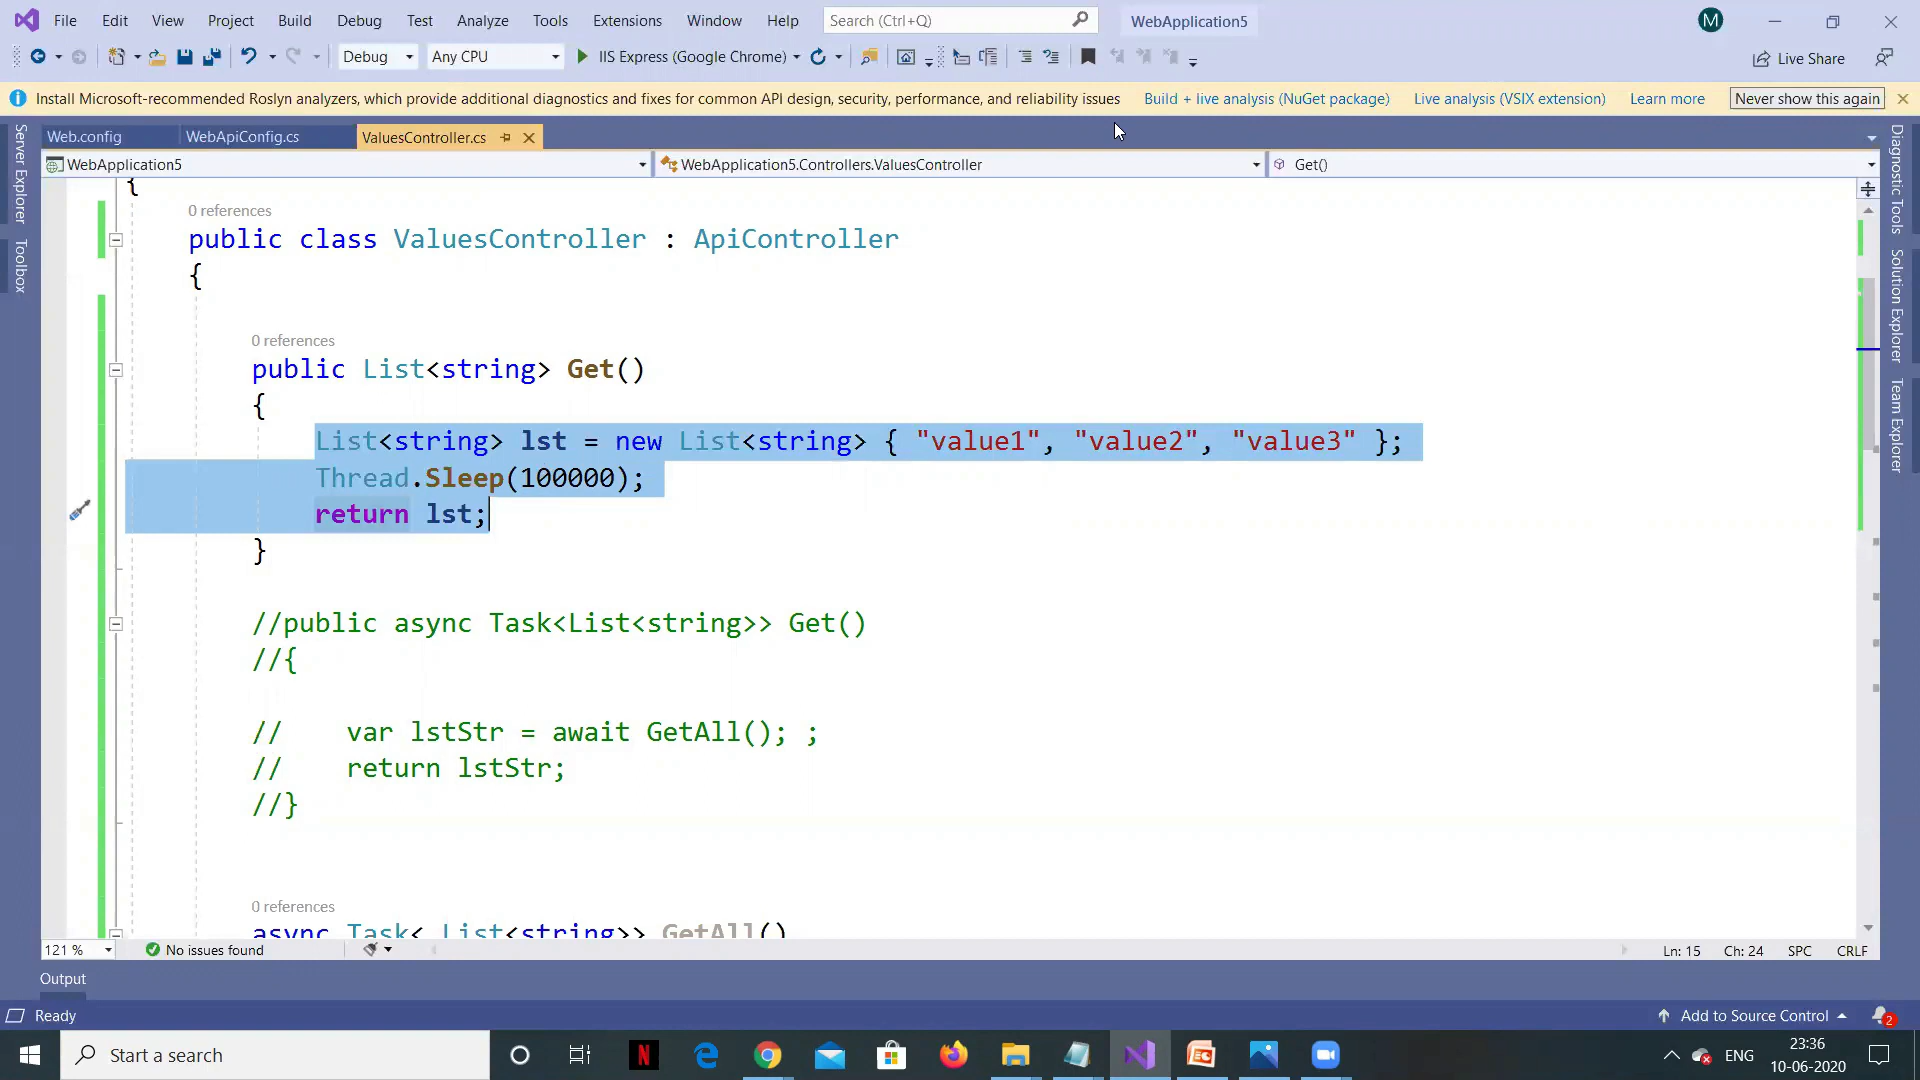 File Edit View Project Build Debug Test Analyze Tools Extensions Window Help Search (Ctrl+Q) WebApplication5 M
Debug Any CPU IIS Express (Google Chrome) Live Share
Install Microsoft-recommended Roslyn analyzers, which provide additional diagnostics and fixes for common API design, security, performance, and reliability issues Build + live analysis (NuGet package) Live analysis (VSIX extension) Learn more Never show this again
Server Explorer
Toolbox
Web.config WebApiConfig.cs ValuesController.cs
WebApplication5 WebApplication5.Controllers.ValuesController Get()
{
0 references
public class ValuesController : ApiController
{
0 references
public List<string> Get()
{
List<string> lst = new List<string> { "value1", "value2", "value3" };
Thread.Sleep(100000);
return lst;
}
//public async Task<List<string>> Get()
//{
// var lstStr = await GetAll(); ;
// return lstStr;
//}
0 references
async Task< List<string>> GetAll()
Diagnostic Tools
Solution Explorer
Team Explorer
121 % No issues found Ln: 15 Ch: 24 SPC CRLF
Output
Ready Add to Source Control 2
Start a search N ENG 23:36
10-06-2020